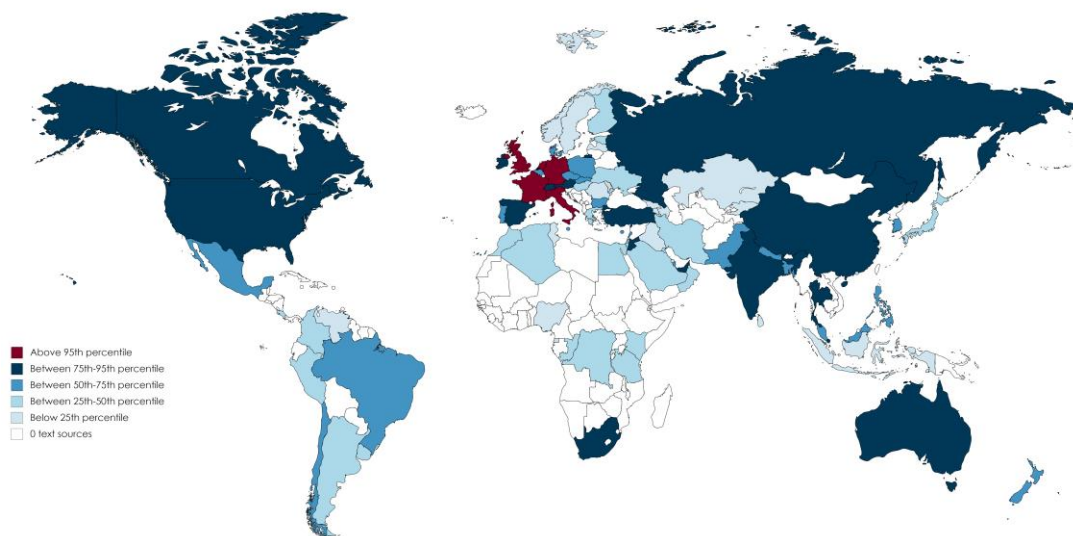 Above 95th percentile
Between 75th-95th percentile
Between 50th-75th percentile
Between 25th-50th percentile
Below 25th percentile
0 text sources